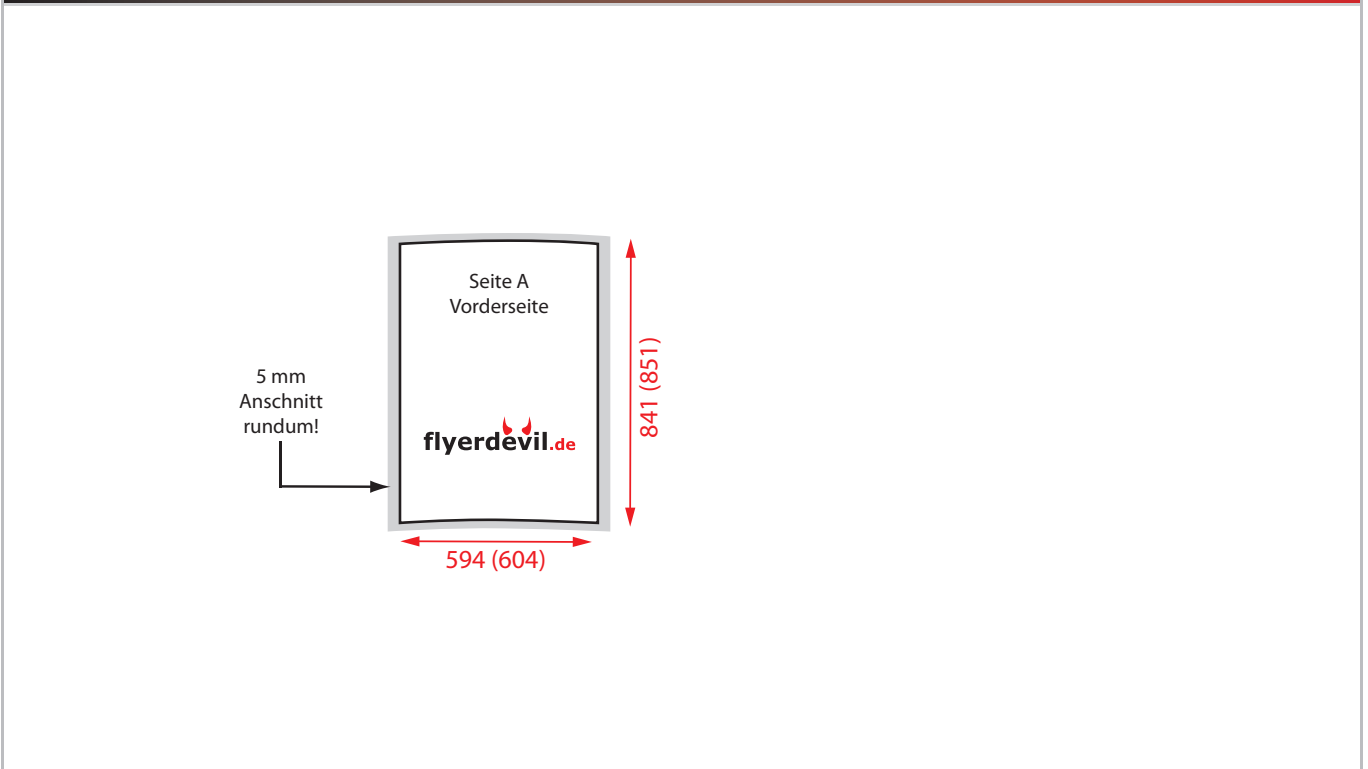 Seite A
Vorderseite
5 mm
Anschnitt
rundum!
flyerdevil.de
841 (851)
594 (604)